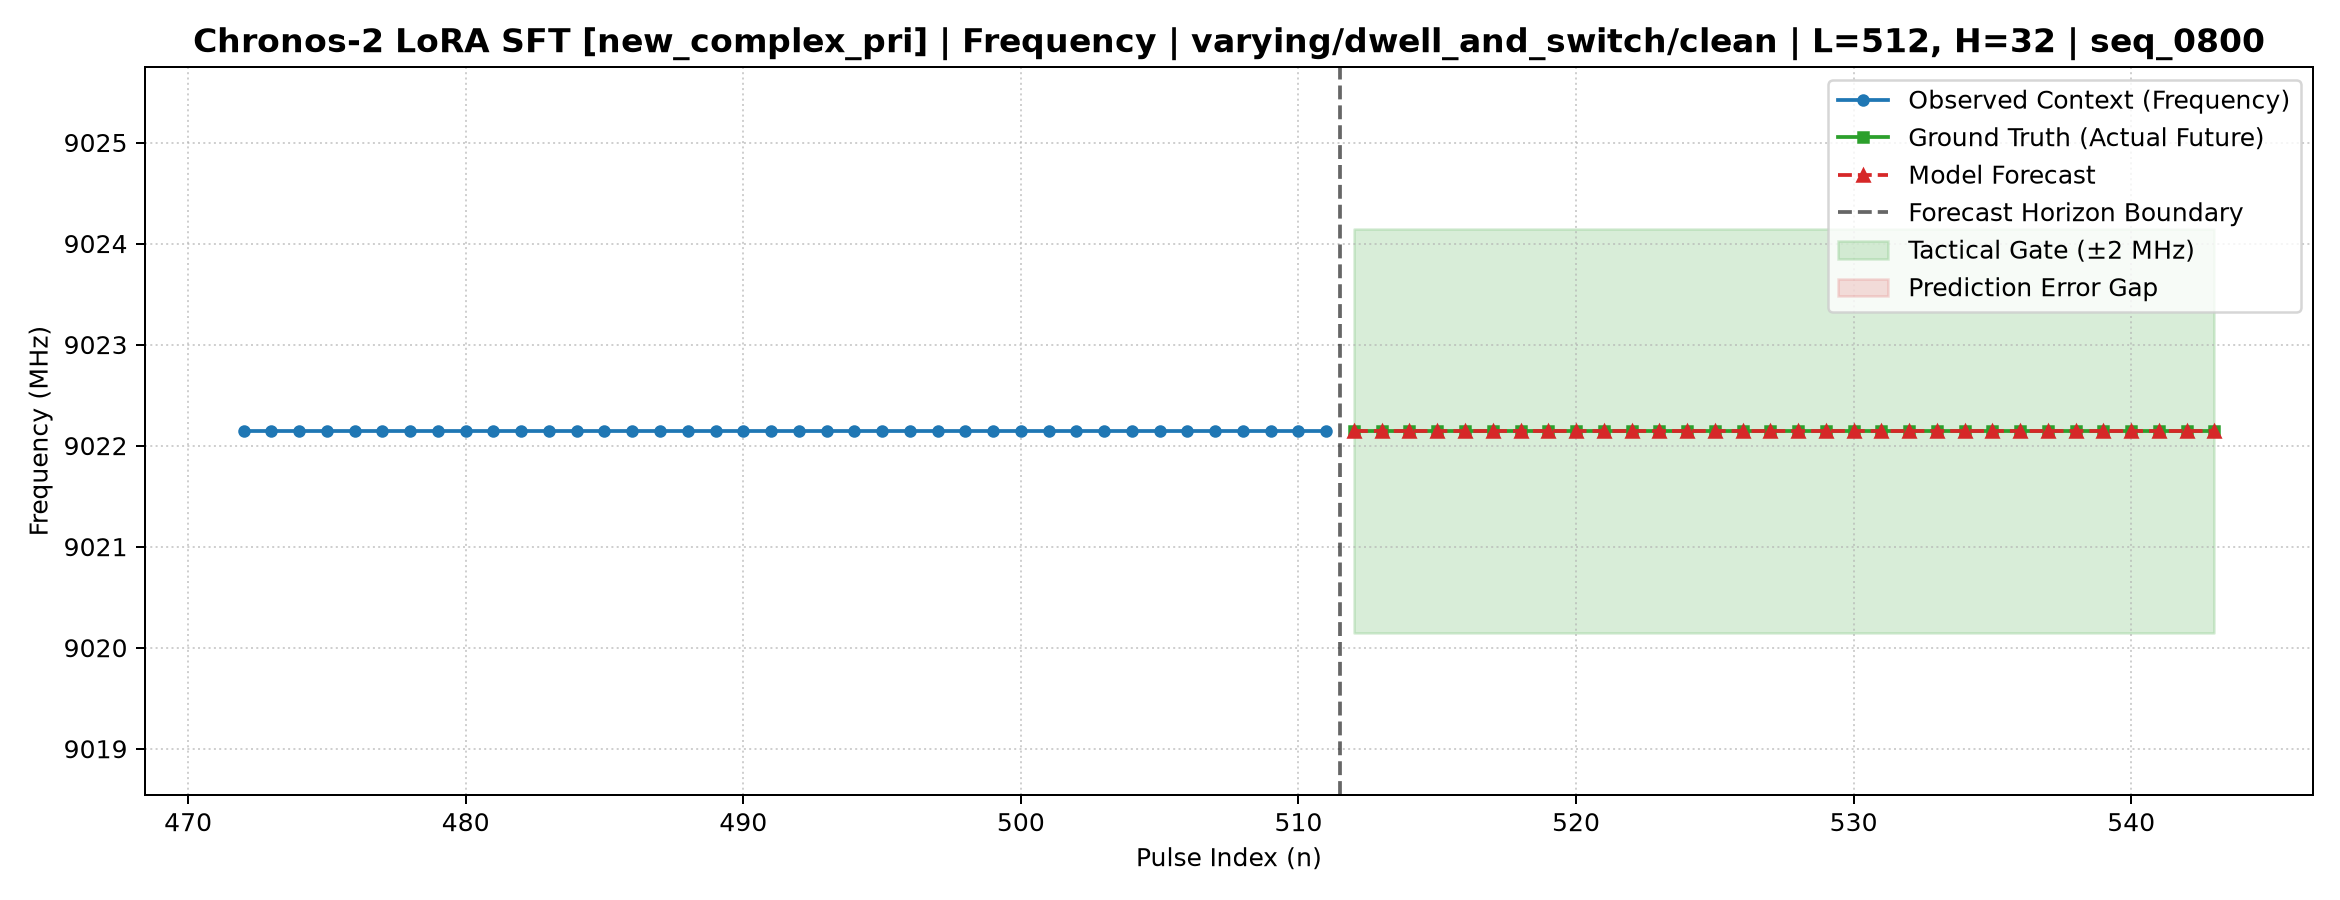 Chronos-2 LoRA SFT [new_complex_pri] | Frequency | varying/dwell_and_switch/clean | L=512, H=32 | seq_0800
Observed Context (Frequency)
Ground Truth (Actual Future)
Model Forecast
Forecast Horizon Boundary
Tactical Gate (±2 MHz)
Prediction Error Gap
Frequency (MHz)
9025
9024
9023
9022
9021
9020
9019
470 480 490 500 510 520 530 540
Pulse Index (n)